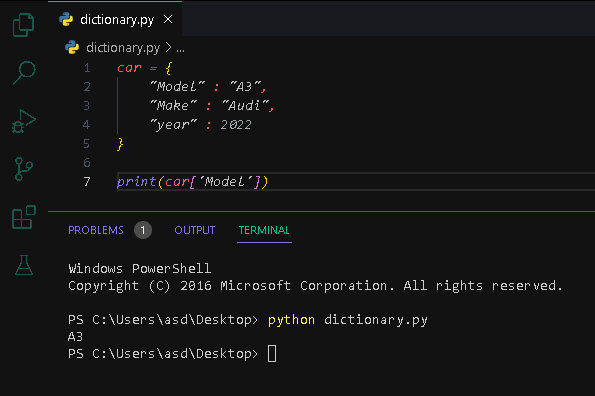 dictionary.py ×
dictionary.py > ...
1 car = {
2 "Model" : "A3",
3 "Make" : "Audi",
4 "year" : 2022
5 }
6
7 print(car['Model'])
PROBLEMS 1 OUTPUT TERMINAL
Windows PowerShell
Copyright (C) 2016 Microsoft Corporation. All rights reserved.
PS C:\Users\asd\Desktop> python dictionary.py
A3
PS C:\Users\asd\Desktop>